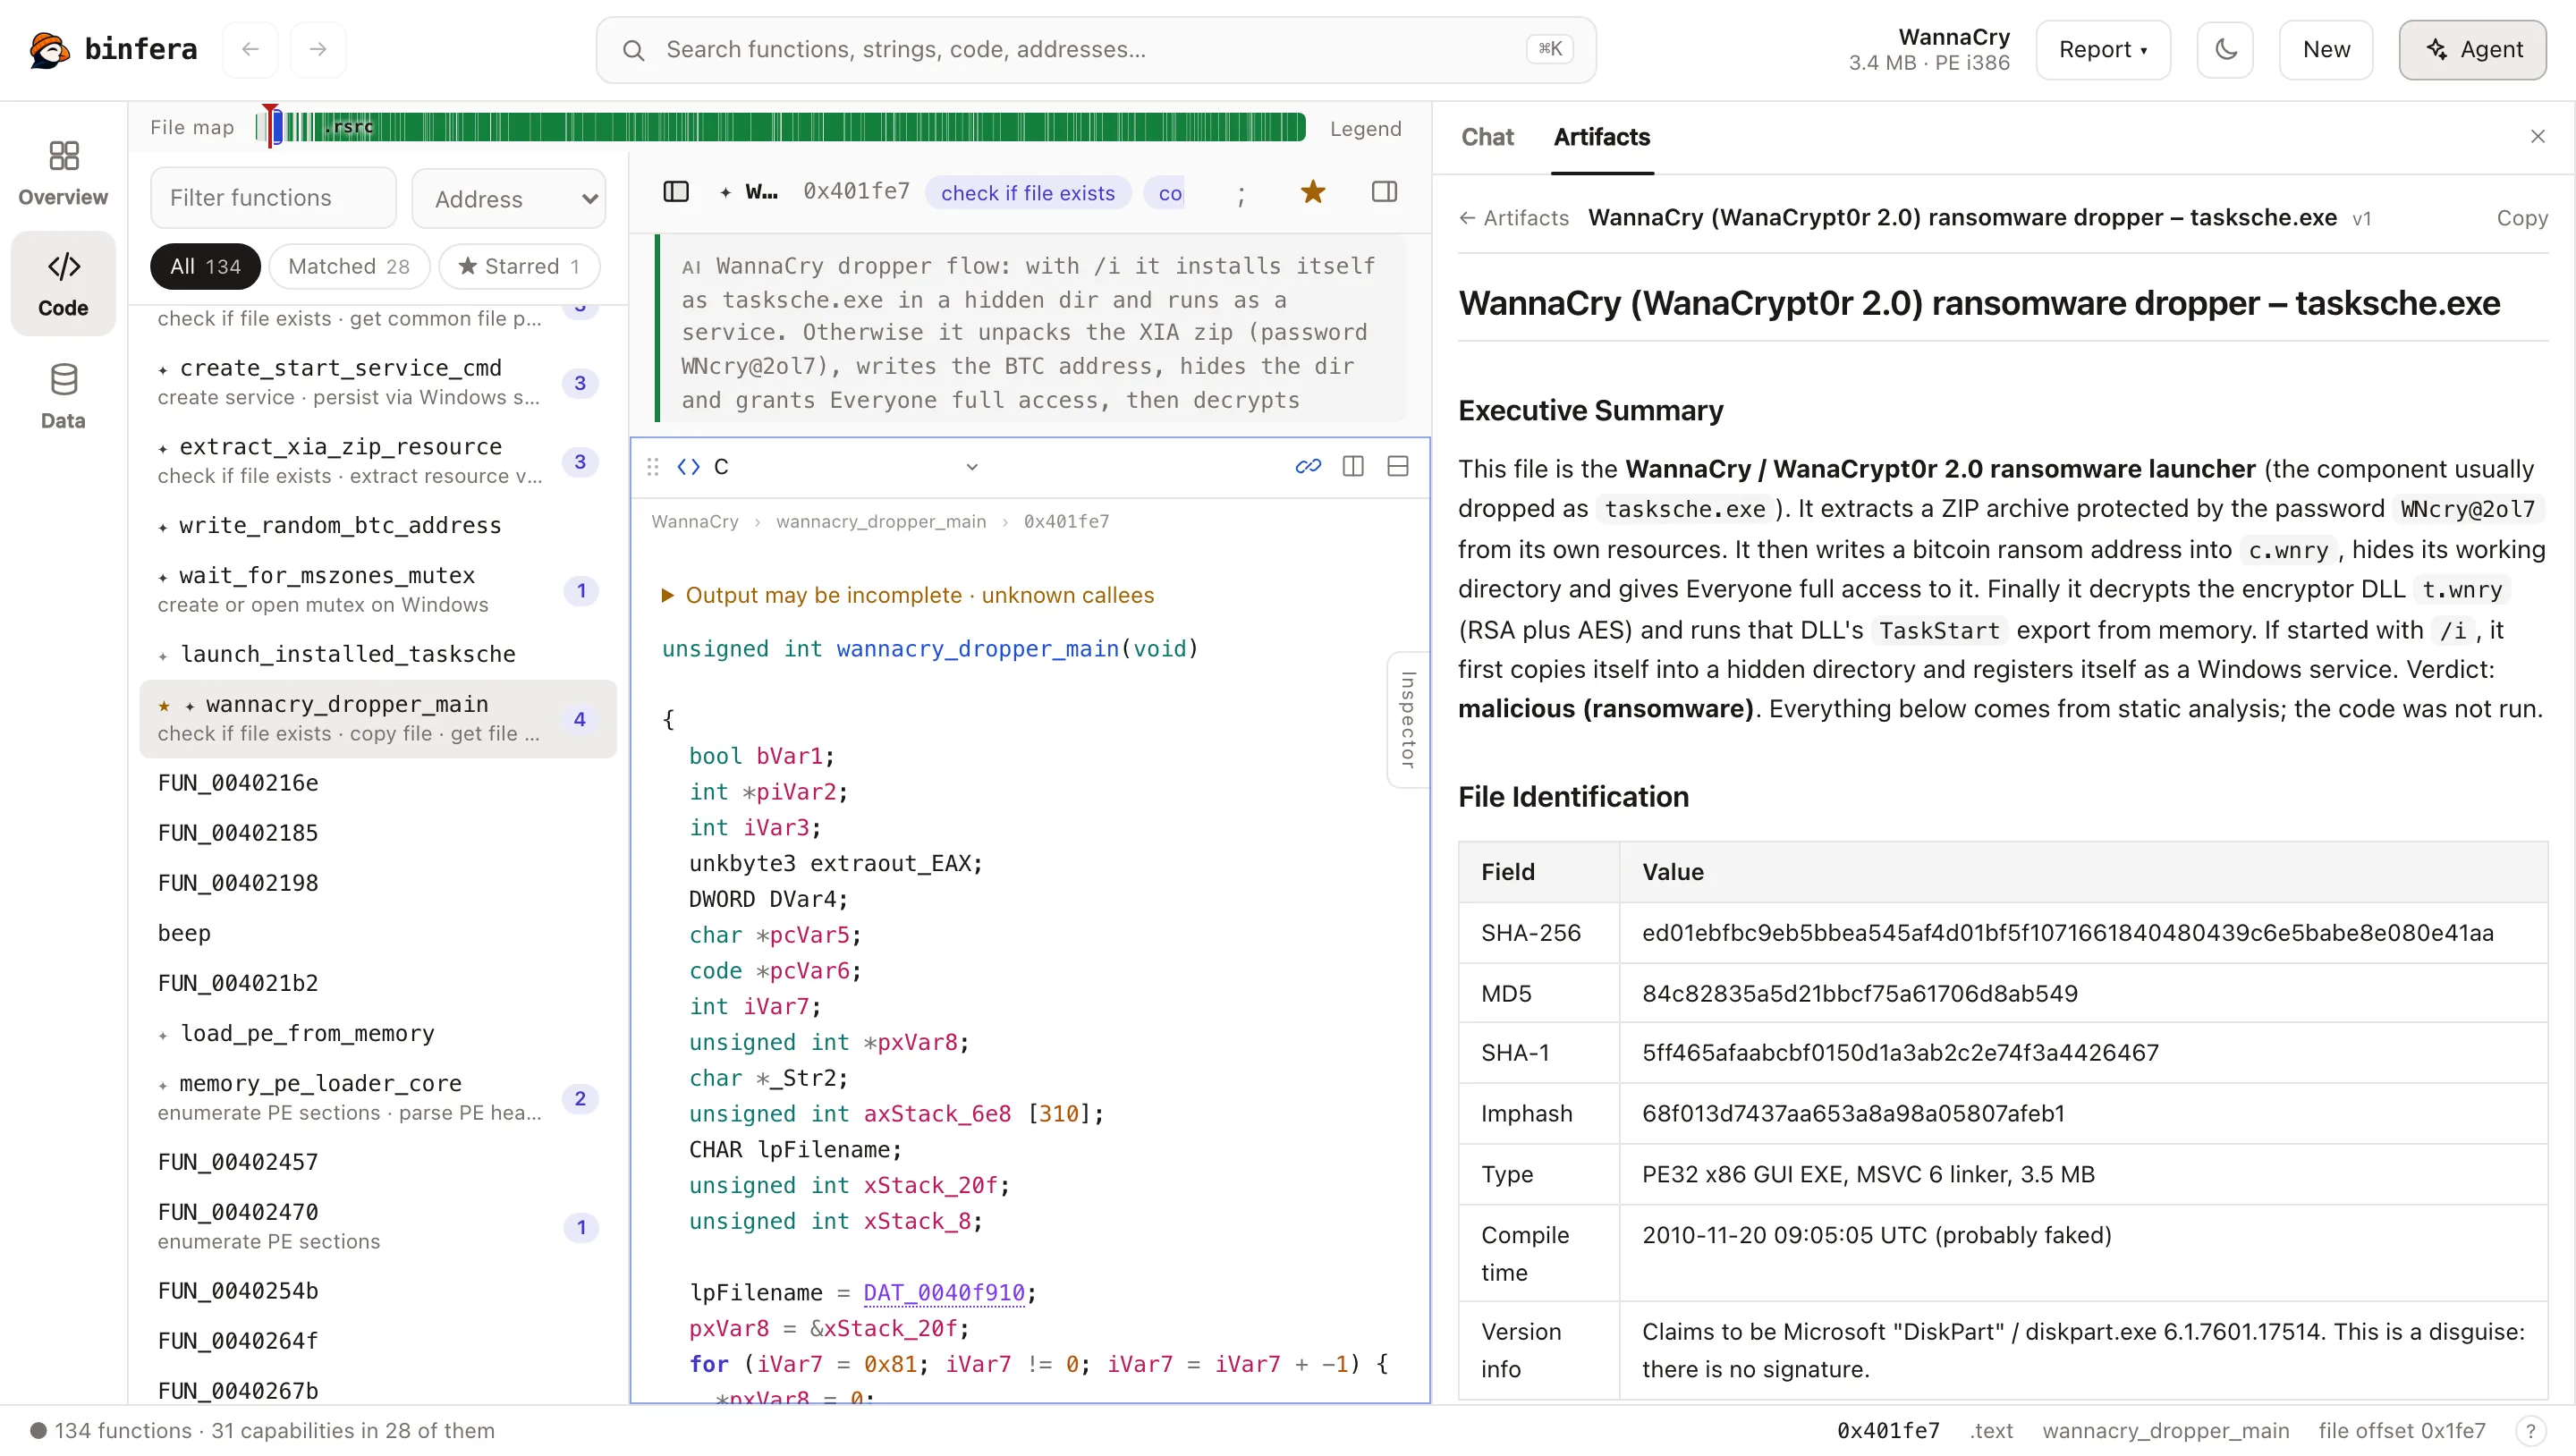 binfera
Search functions, strings, code, addresses...
⌘K
WannaCry
3.4 MB · PE i386
Report ▾
New
Agent
Overview
Code
Data
File map
.rsrc
Legend
Filter functions
Address
All 134
Matched 28
★ Starred 1
check if file exists · get common file p...
create_start_service_cmd
create service · persist via Windows s...
3
extract_xia_zip_resource
check if file exists · extract resource v...
3
write_random_btc_address
wait_for_mszones_mutex
create or open mutex on Windows
1
launch_installed_tasksche
wannacry_dropper_main
check if file exists · copy file · get file ...
4
FUN_0040216e
FUN_00402185
FUN_00402198
beep
FUN_004021b2
load_pe_from_memory
memory_pe_loader_core
enumerate PE sections · parse PE hea...
2
FUN_00402457
FUN_00402470
enumerate PE sections
1
FUN_0040254b
FUN_0040264f
FUN_0040267b
W...
0x401fe7
check if file exists
co
;
AI WannaCry dropper flow: with /i it installs itself
as tasksche.exe in a hidden dir and runs as a
service. Otherwise it unpacks the XIA zip (password
WNcry@2ol7), writes the BTC address, hides the dir
and grants Everyone full access, then decrypts
<> C
WannaCry › wannacry_dropper_main › 0x401fe7
Output may be incomplete · unknown callees
unsigned int wannacry_dropper_main(void)
{
bool bVar1;
int *piVar2;
int iVar3;
unkbyte3 extraout_EAX;
DWORD DVar4;
char *pcVar5;
code *pcVar6;
int iVar7;
unsigned int *pxVar8;
char *_Str2;
unsigned int axStack_6e8 [310];
CHAR lpFilename;
unsigned int xStack_20f;
unsigned int xStack_8;
lpFilename = DAT_0040f910;
pxVar8 = &xStack_20f;
for (iVar7 = 0x81; iVar7 != 0; iVar7 = iVar7 + -1) {
*pxVar8 = 0;
Inspector
Chat
Artifacts
← Artifacts
WannaCry (WanaCrypt0r 2.0) ransomware dropper – tasksche.exe v1
Copy
WannaCry (WanaCrypt0r 2.0) ransomware dropper – tasksche.exe
Executive Summary
This file is the WannaCry / WanaCrypt0r 2.0 ransomware launcher (the component usually
dropped as tasksche.exe ). It extracts a ZIP archive protected by the password WNcry@2ol7
from its own resources. It then writes a bitcoin ransom address into c.wnry , hides its working
directory and gives Everyone full access to it. Finally it decrypts the encryptor DLL t.wnry
(RSA plus AES) and runs that DLL's TaskStart export from memory. If started with /i , it
first copies itself into a hidden directory and registers itself as a Windows service. Verdict:
malicious (ransomware). Everything below comes from static analysis; the code was not run.
File Identification
Field Value
SHA-256 ed01ebfbc9eb5bbea545af4d01bf5f1071661840480439c6e5babe8e080e41aa
MD5 84c82835a5d21bbcf75a61706d8ab549
SHA-1 5ff465afaabcbf0150d1a3ab2c2e74f3a4426467
Imphash 68f013d7437aa653a8a98a05807afeb1
Type PE32 x86 GUI EXE, MSVC 6 linker, 3.5 MB
Compile time 2010-11-20 09:05:05 UTC (probably faked)
Version info Claims to be Microsoft "DiskPart" / diskpart.exe 6.1.7601.17514. This is a disguise:
there is no signature.
134 functions · 31 capabilities in 28 of them
0x401fe7
.text
wannacry_dropper_main
file offset 0x1fe7
?